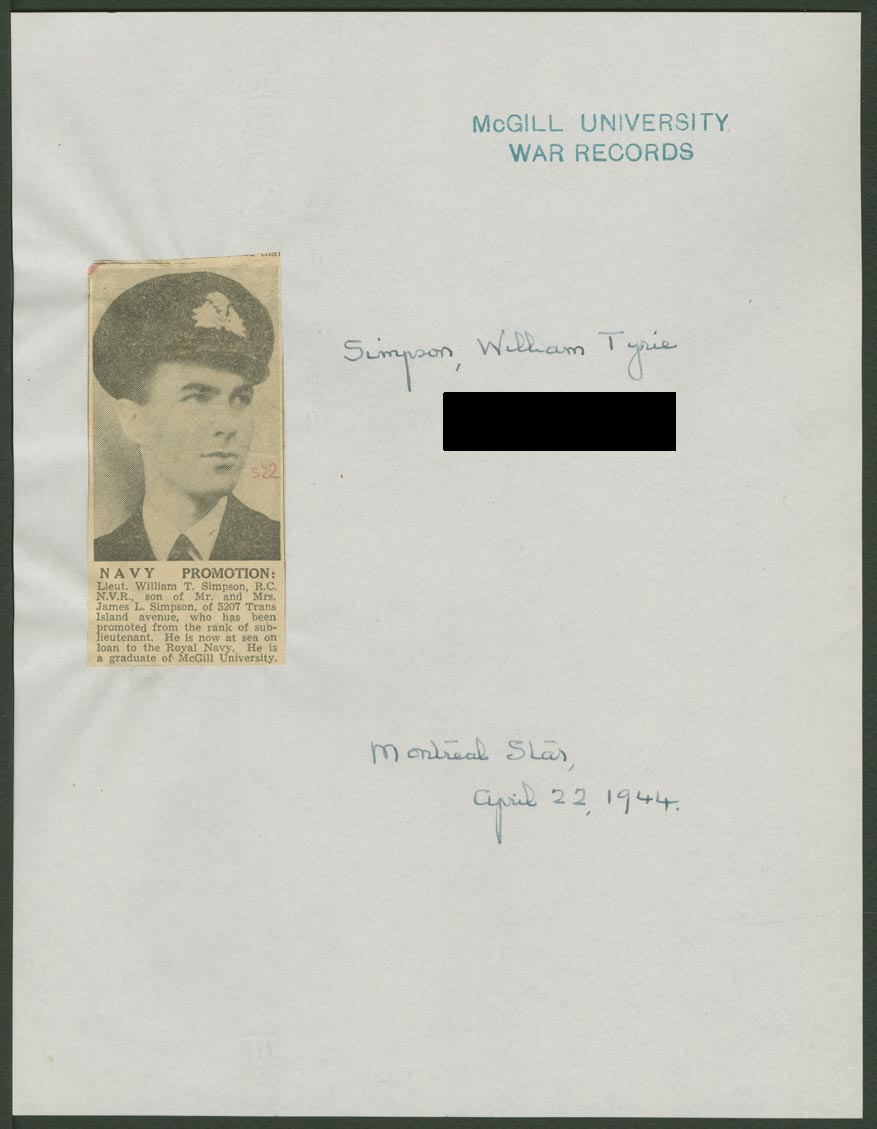 McGILL UNIVERSITY
WAR RECORDS
Simpson, William Tyrie
522
NAVY PROMOTION:
Lieut. William T. Simpson, R.C.
N.V.R., son of Mr. and Mrs.
James L. Simpson, of 5207 Trans
Island avenue, who has been
promoted from the rank of sub-
lieutenant. He is now at sea on
loan to the Royal Navy. He is
a graduate of McGill University.
Montreal Star,
April 22, 1944.